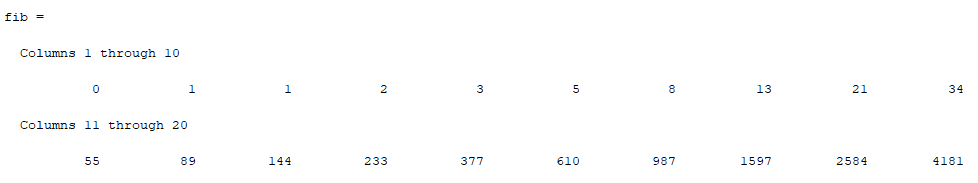 fib =
Columns 1 through 10
0 1 1 2 3 5 8 13 21 34
Columns 11 through 20
55 89 144 233 377 610 987 1597 2584 4181